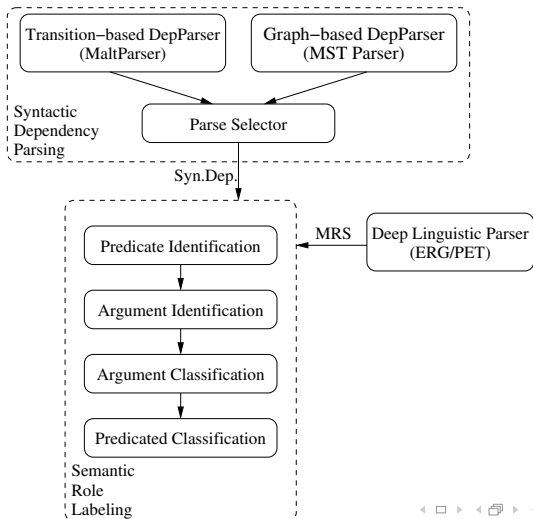 Transition−based DepParser
(MaltParser)
Graph−based DepParser
(MST Parser)
Syntactic
Dependency
Parsing
Parse Selector
Syn.Dep.
Predicate Identification
MRS
Deep Linguistic Parser
(ERG/PET)
Argument Identification
Argument Classification
Predicated Classification
Semantic
Role
Labeling